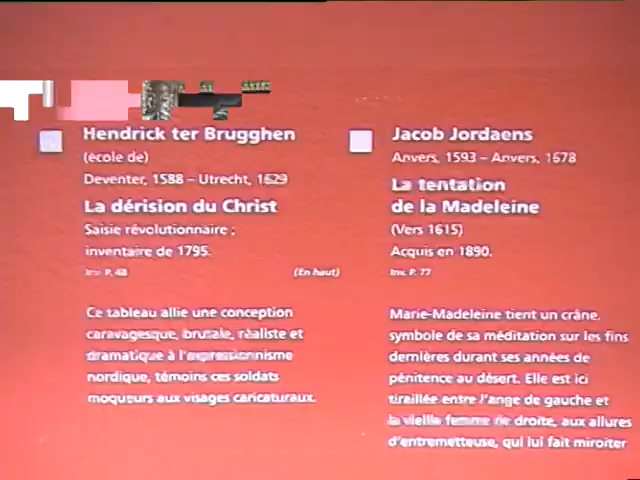 Hendrick ter Brugghen
(école de)
Deventer, 1588 – Utrecht, 1629
La dérision du Christ
Saisie révolutionnaire ;
inventaire de 1795.
Inv. P. 48
(En haut)
Ce tableau allie une conception
caravagesque, brutale, réaliste et
dramatique à l'expressionnisme
nordique, témoins ces soldats
moqueurs aux visages caricaturaux.
Jacob Jordaens
Anvers, 1593 – Anvers, 1678
La tentation
de la Madeleine
(Vers 1615)
Acquis en 1890.
Inv. P. 77
Marie-Madeleine tient un crâne,
symbole de sa méditation sur les fins
dernières durant ses années de
pénitence au désert. Elle est ici
tiraillée entre l'ange de gauche et
la vieille femme de droite, aux allures
d'entremetteuse, qui lui fait miroiter